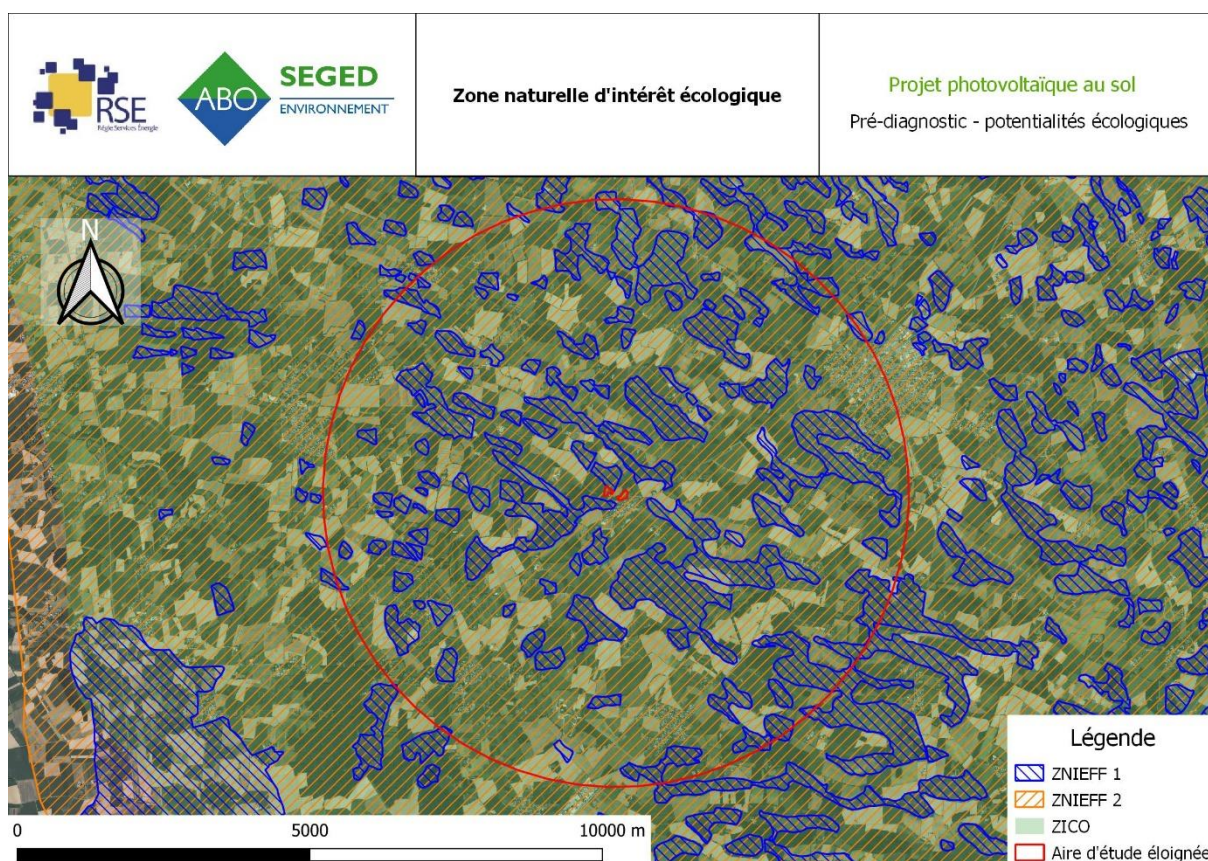 RSE
Régie Services Énergie
ABO
SEGED
ENVIRONNEMENT
Zone naturelle d'intérêt écologique
Projet photovoltaïque au sol
Pré-diagnostic - potentialités écologiques
N
Légende
ZNIEFF 1
ZNIEFF 2
ZICO
Aire d'étude éloignée
0
5000
10000 m